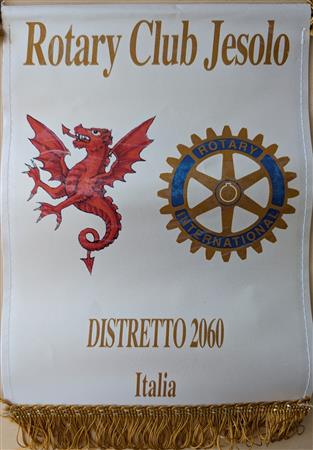 Rotary Club Jesolo
ROTARY
INTERNATIONAL
DISTRETTO 2060
Italia